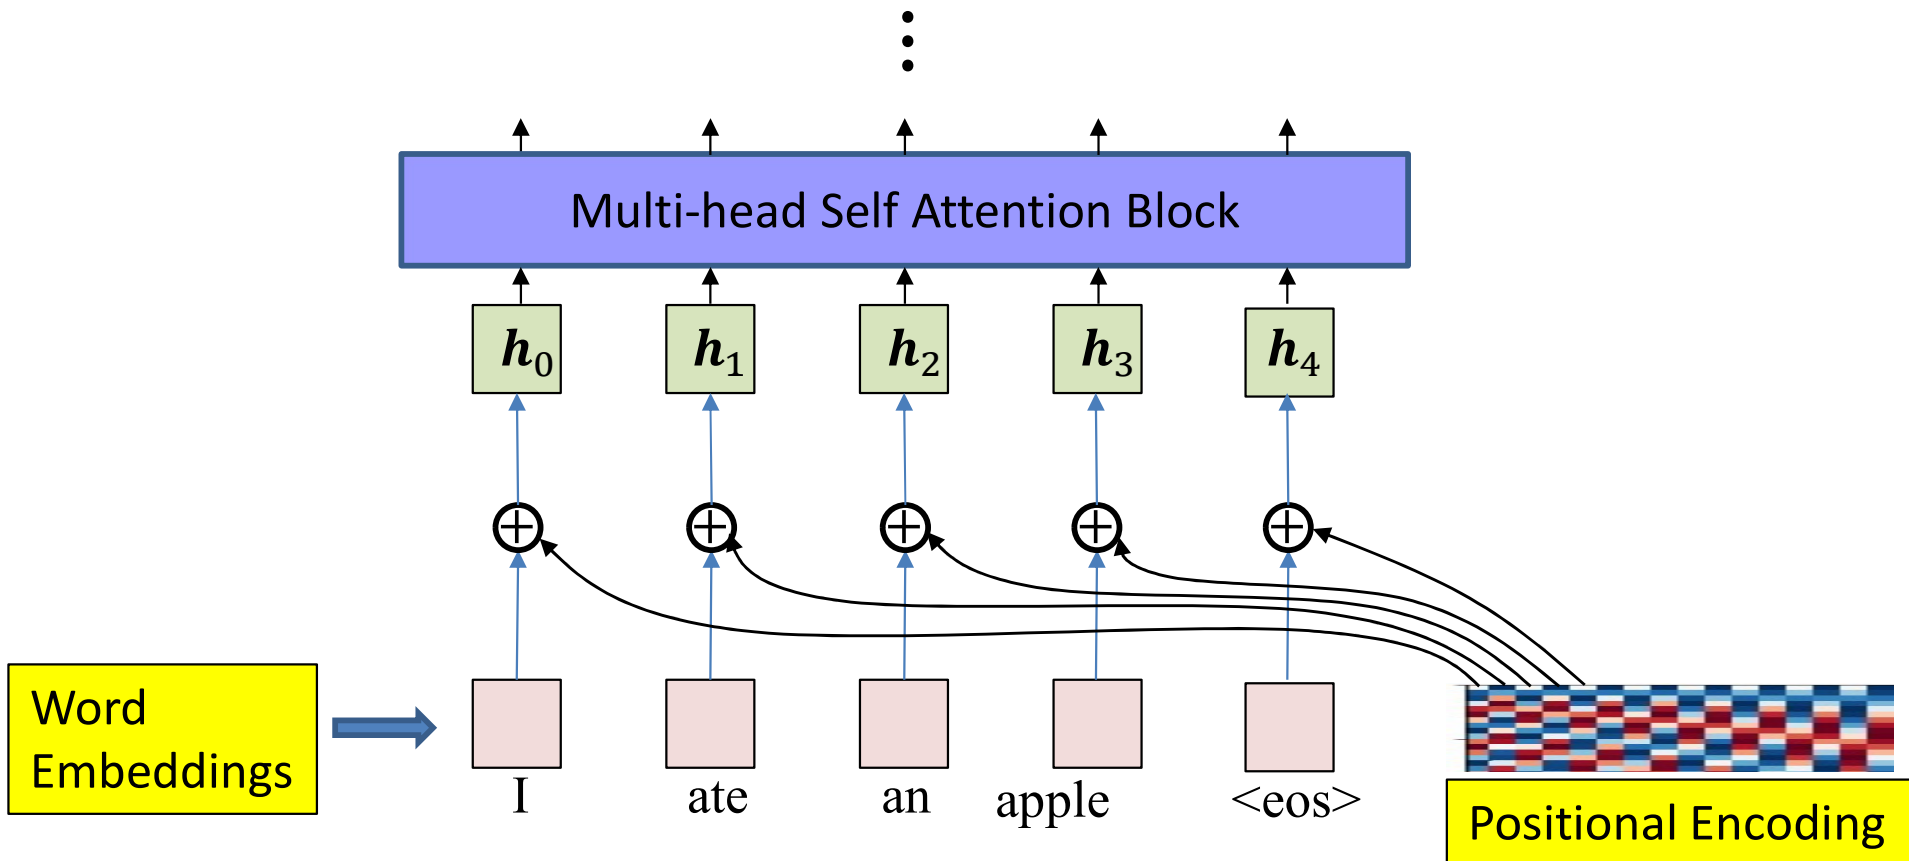 Multi-head Self Attention Block
h₀ h₁ h₂ h₃ h₄
Word
Embeddings
I ate an apple <eos>
Positional Encoding